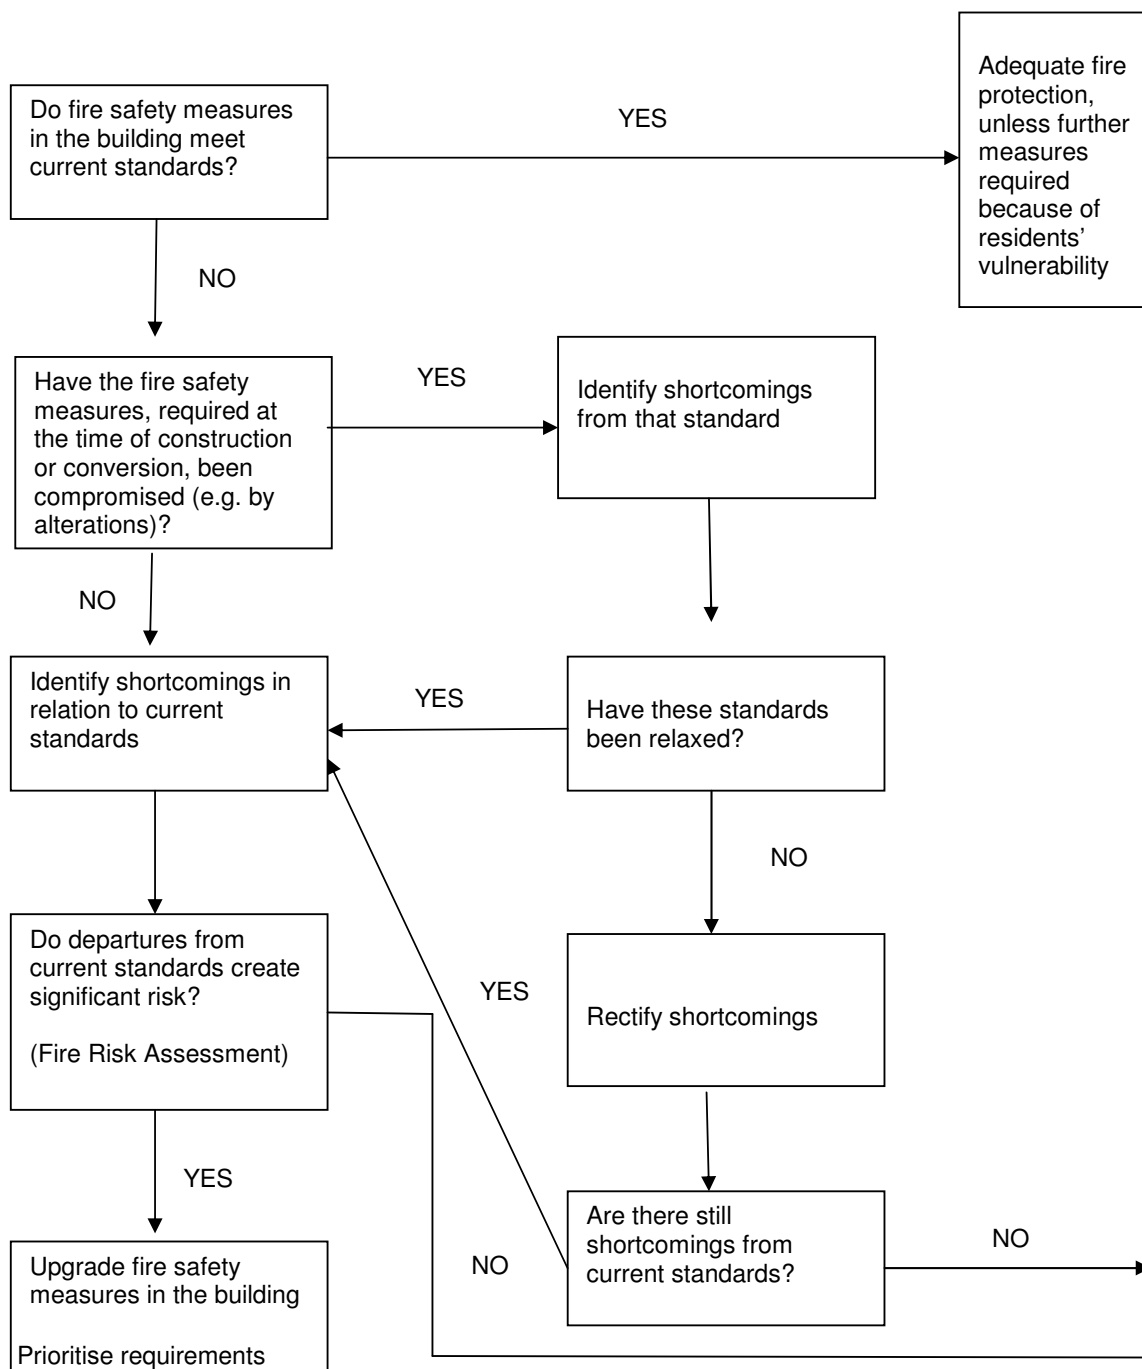 Do fire safety measures
in the building meet
current standards?
YES
Adequate fire
protection,
unless further
measures
required
because of
residents’
vulnerability
NO
Have the fire safety
measures, required at
the time of construction
or conversion, been
compromised (e.g. by
alterations)?
YES
Identify shortcomings
from that standard
NO
Identify shortcomings in
relation to current
standards
YES
Have these standards
been relaxed?
NO
Do departures from
current standards create
significant risk?
(Fire Risk Assessment)
YES
Rectify shortcomings
YES
Are there still
shortcomings from
current standards?
NO
NO
Upgrade fire safety
measures in the building
Prioritise requirements